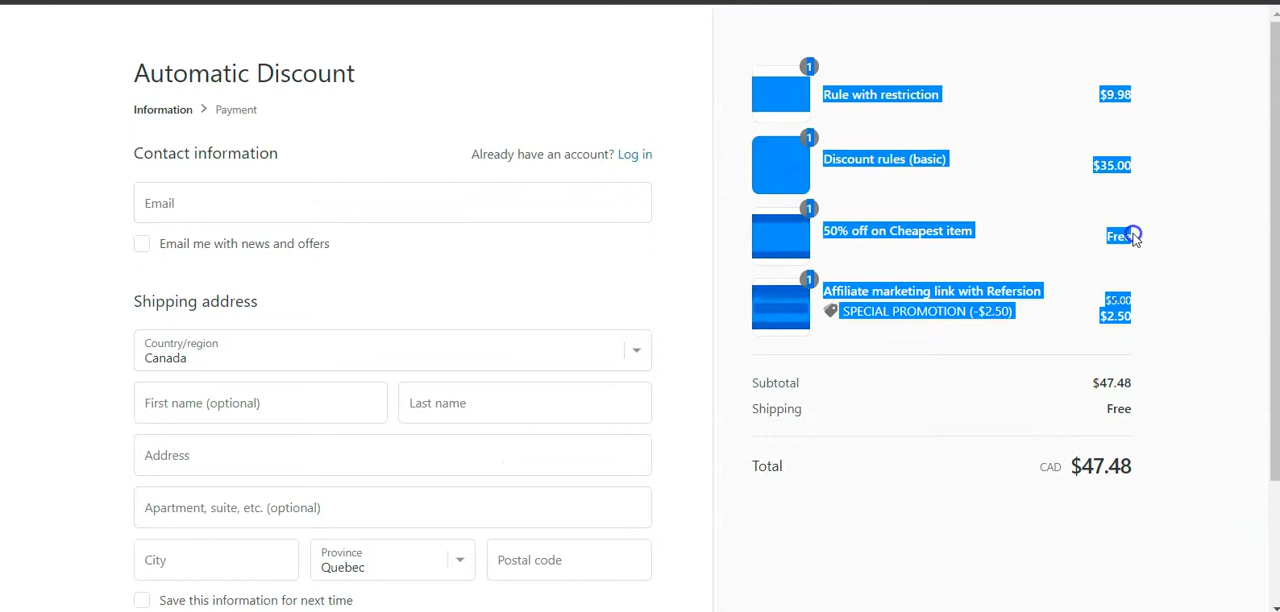 Automatic Discount
Information > Payment
Contact information
Already have an account? Log in
Email
Email me with news and offers
Shipping address
Country/region
Canada
First name (optional)
Last name
Address
Apartment, suite, etc. (optional)
City
Province
Quebec
Postal code
Save this information for next time
1
Rule with restriction
$9.98
1
Discount rules (basic)
$35.00
1
50% off on Cheapest item
Free
1
Affiliate marketing link with Refersion
$5.00
SPECIAL PROMOTION (-$2.50)
$2.50
Subtotal
$47.48
Shipping
Free
Total
CAD $47.48